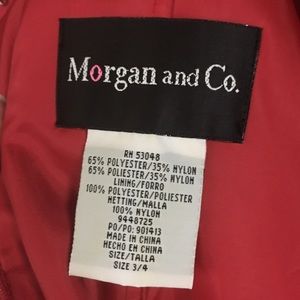 Morgan and Co.
RN 53048
65% POLYESTER/35% NYLON
65% POLIESTER/35% NYLON
LINING/FORRO
100% POLYESTER/POLIESTER
NETTING/MALLA
100% NYLON
9448725
PO/PO: 901413
MADE IN CHINA
HECHO EN CHINA
SIZE/TALLA
SIZE 3/4